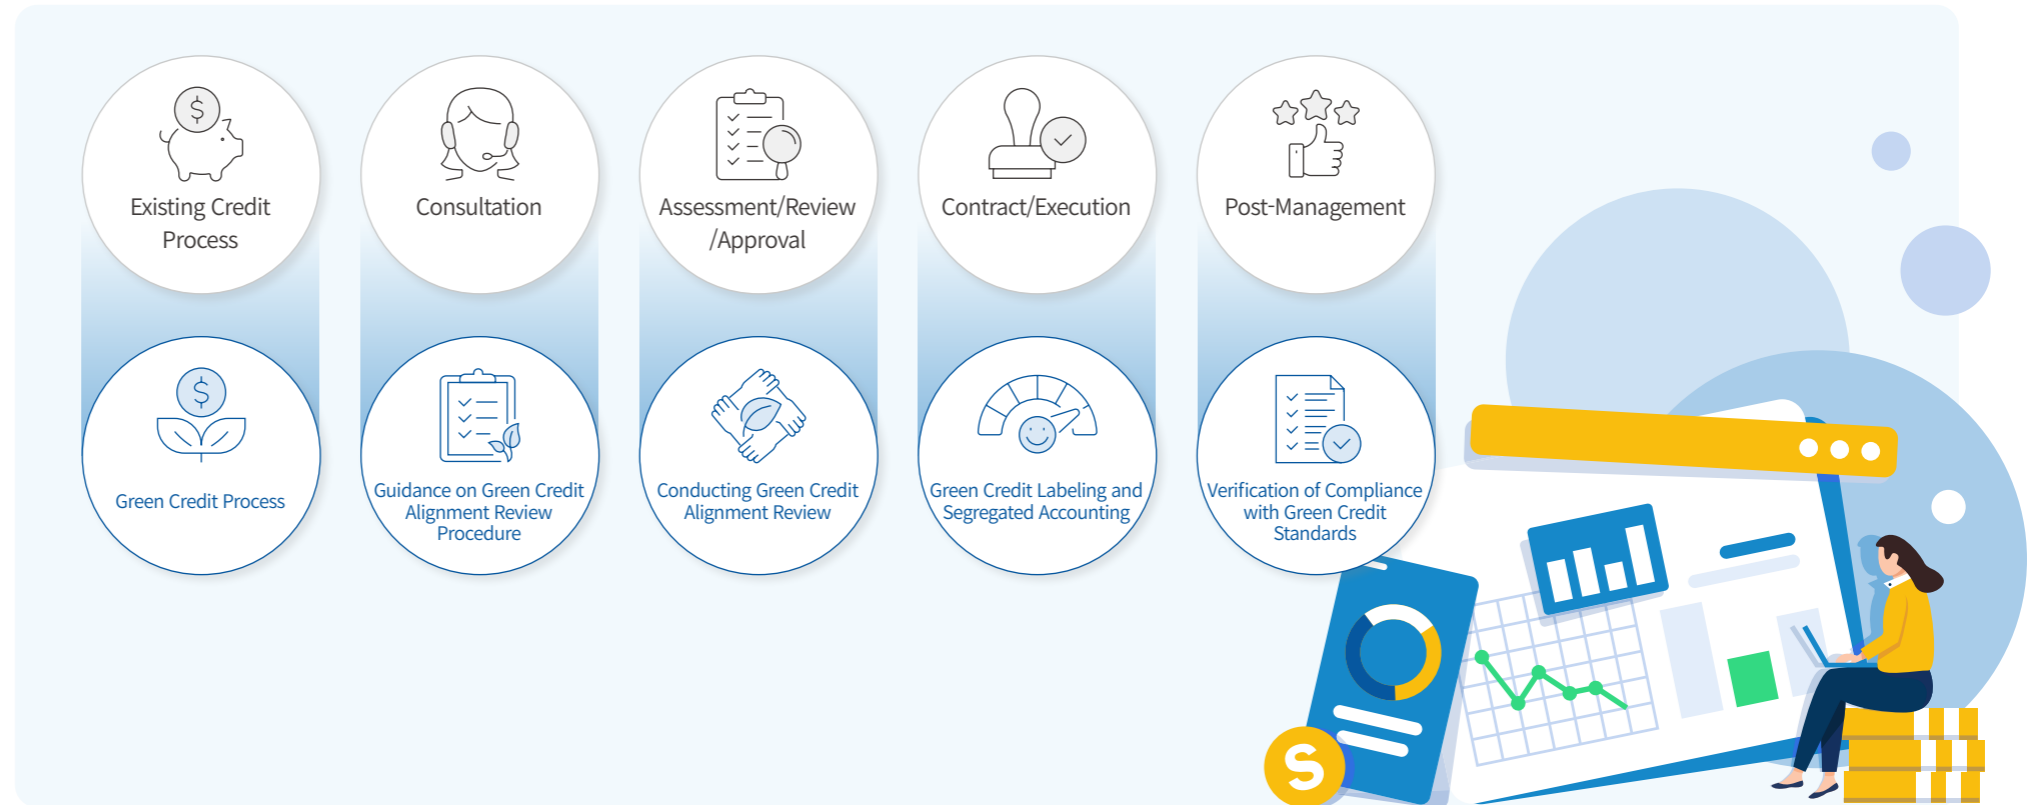 Existing Credit
Process
Consultation
Assessment/Review
/Approval
Contract/Execution
Post-Management
Green Credit Process
Guidance on Green Credit
Alignment Review
Procedure
Conducting Green Credit
Alignment Review
Green Credit Labeling and
Segregated Accounting
Verification of Compliance
with Green Credit
Standards